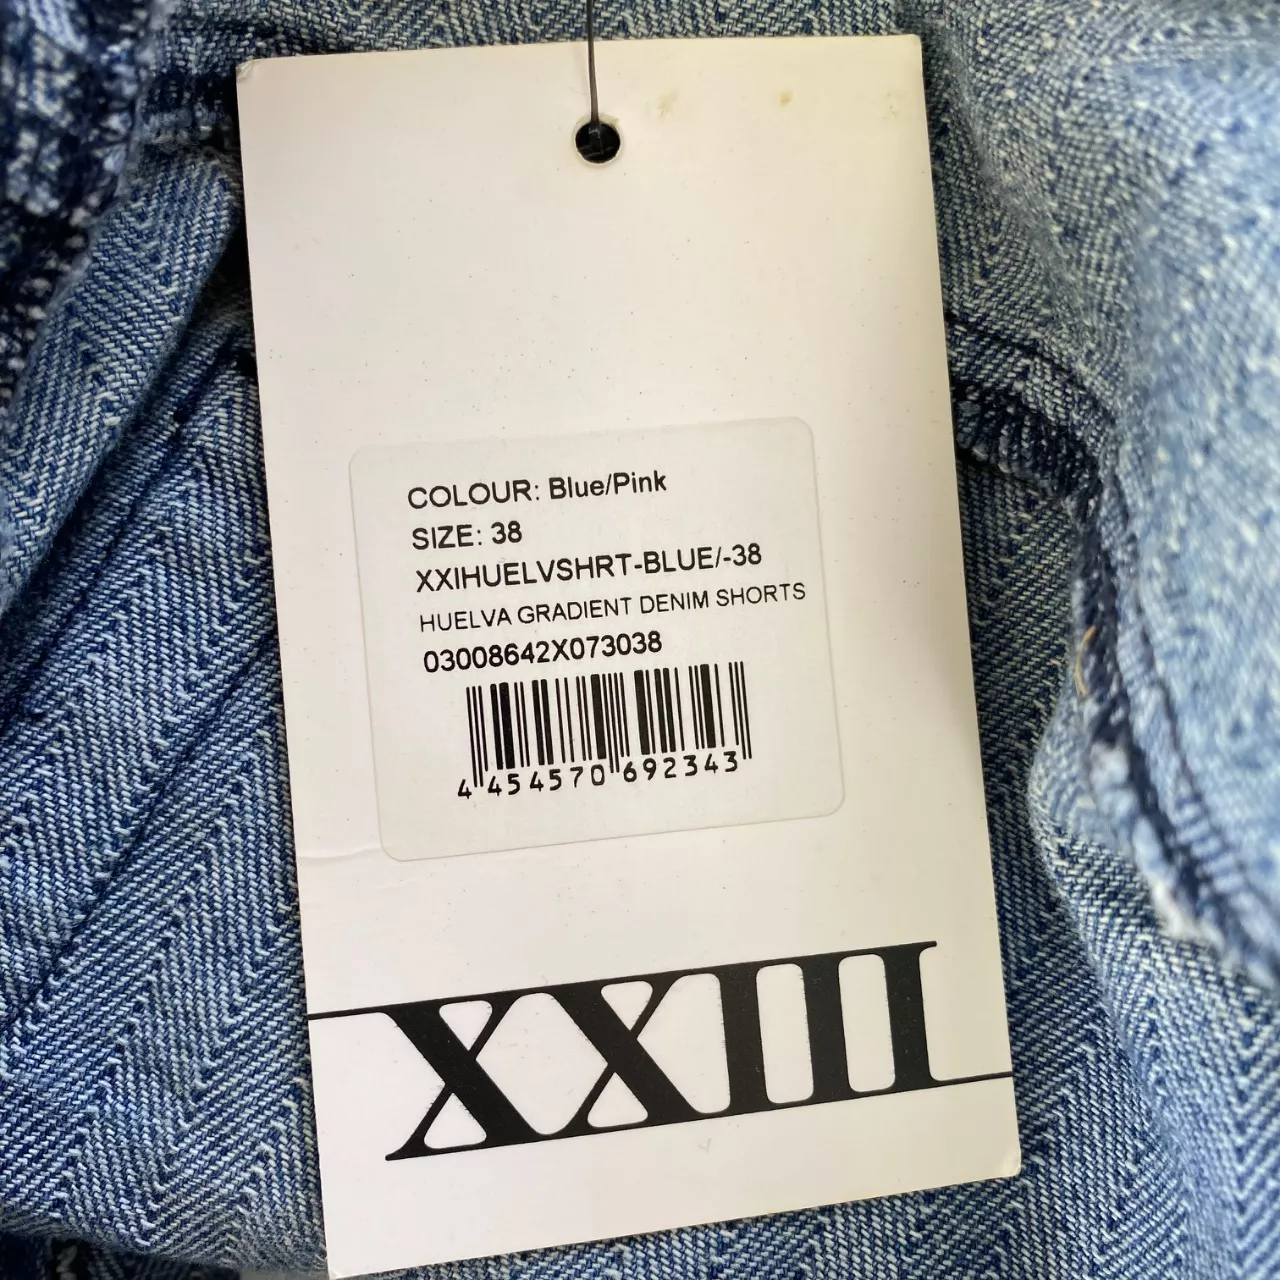 COLOUR: Blue/Pink
SIZE: 38
XXIHUELVSHRT-BLUE/-38
HUELVA GRADIENT DENIM SHORTS
03008642X073038
4 454570 692343
XXIII